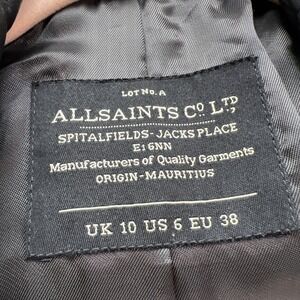 LOT NO. A
ALLSAINTS Cº. LTD,
SPITALFIELDS - JACKS PLACE
E1 6NN
Manufacturers of Quality Garments
ORIGIN - MAURITIUS
UK 10 US 6 EU 38